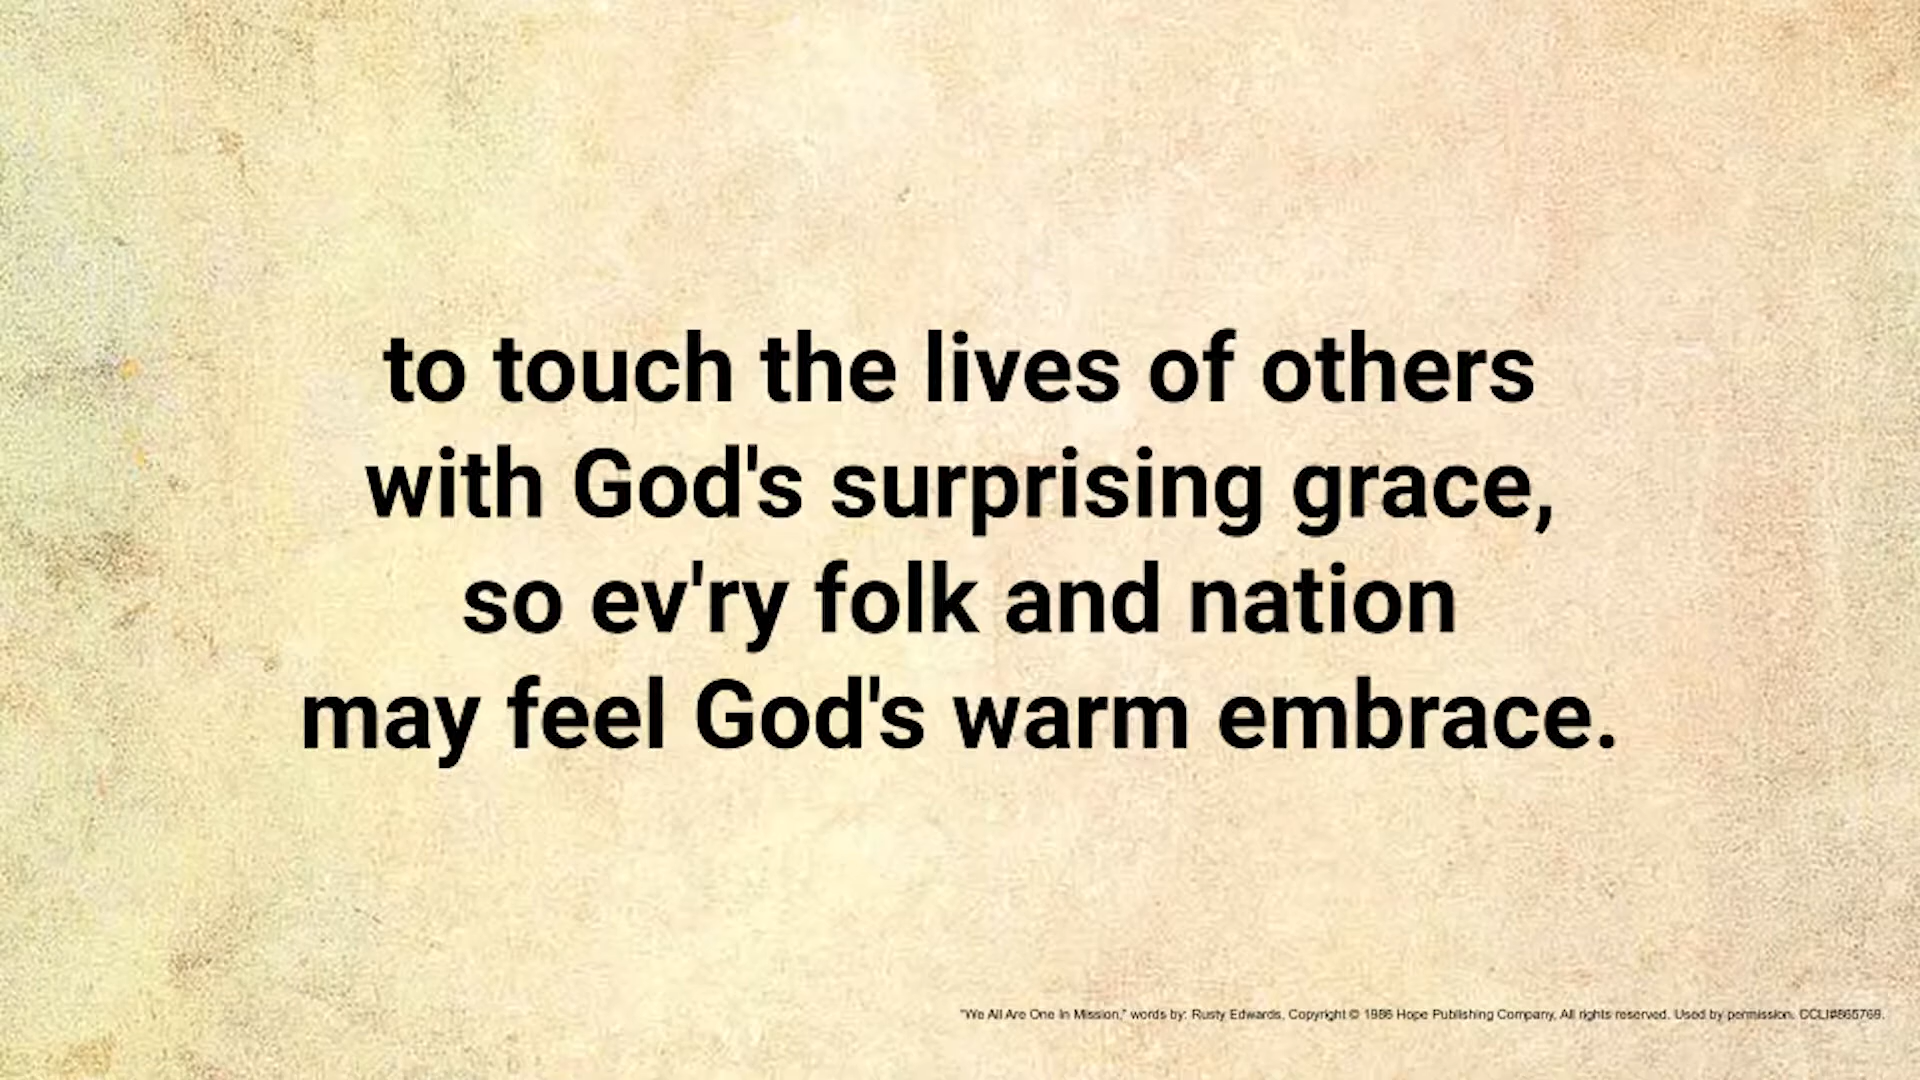 to touch the lives of others
with God's surprising grace,
so ev'ry folk and nation
may feel God's warm embrace.
"We All Are One In Mission," words by: Rusty Edwards, Copyright © 1986 Hope Publishing Company, All rights reserved. Used by permission. CCLI#865769.